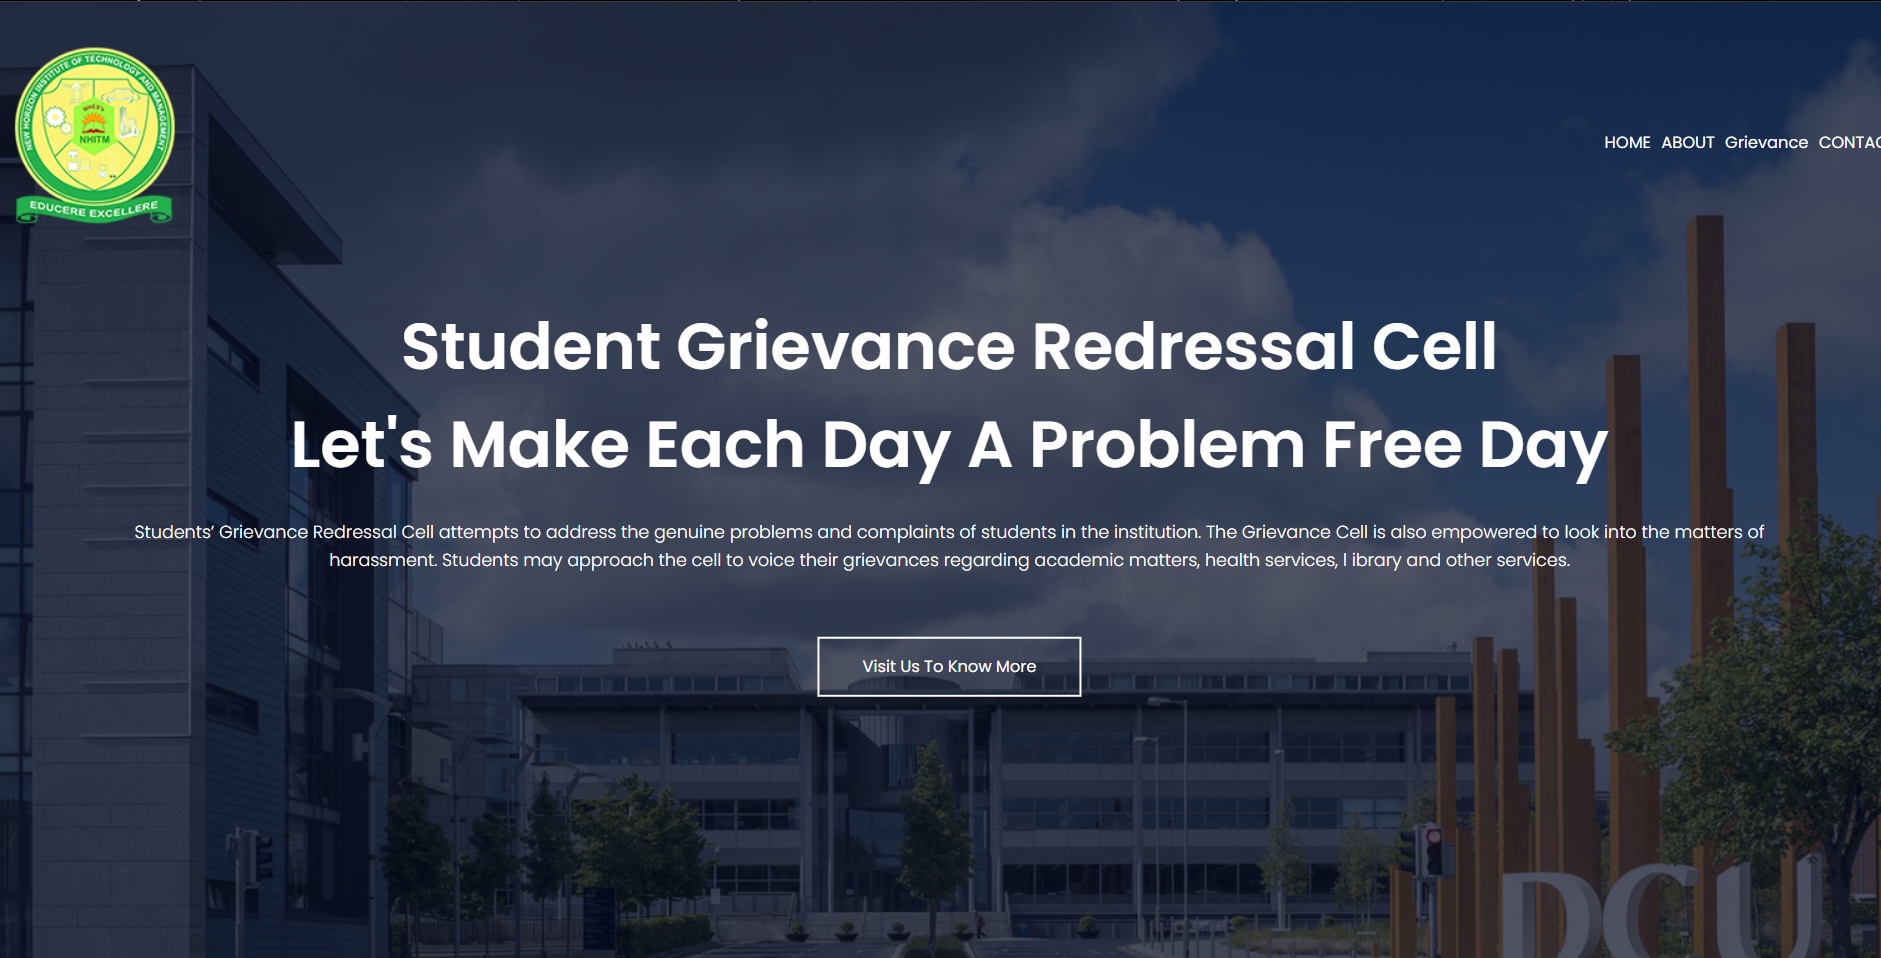 NEW HORIZON INSTITUTE OF TECHNOLOGY AND MANAGEMENT
NHITM
EDUCERE EXCELLERE
HOME ABOUT Grievance CONTAC
Student Grievance Redressal Cell
Let's Make Each Day A Problem Free Day
Students’ Grievance Redressal Cell attempts to address the genuine problems and complaints of students in the institution. The Grievance Cell is also empowered to look into the matters of
harassment. Students may approach the cell to voice their grievances regarding academic matters, health services, l ibrary and other services.
Visit Us To Know More
DCU